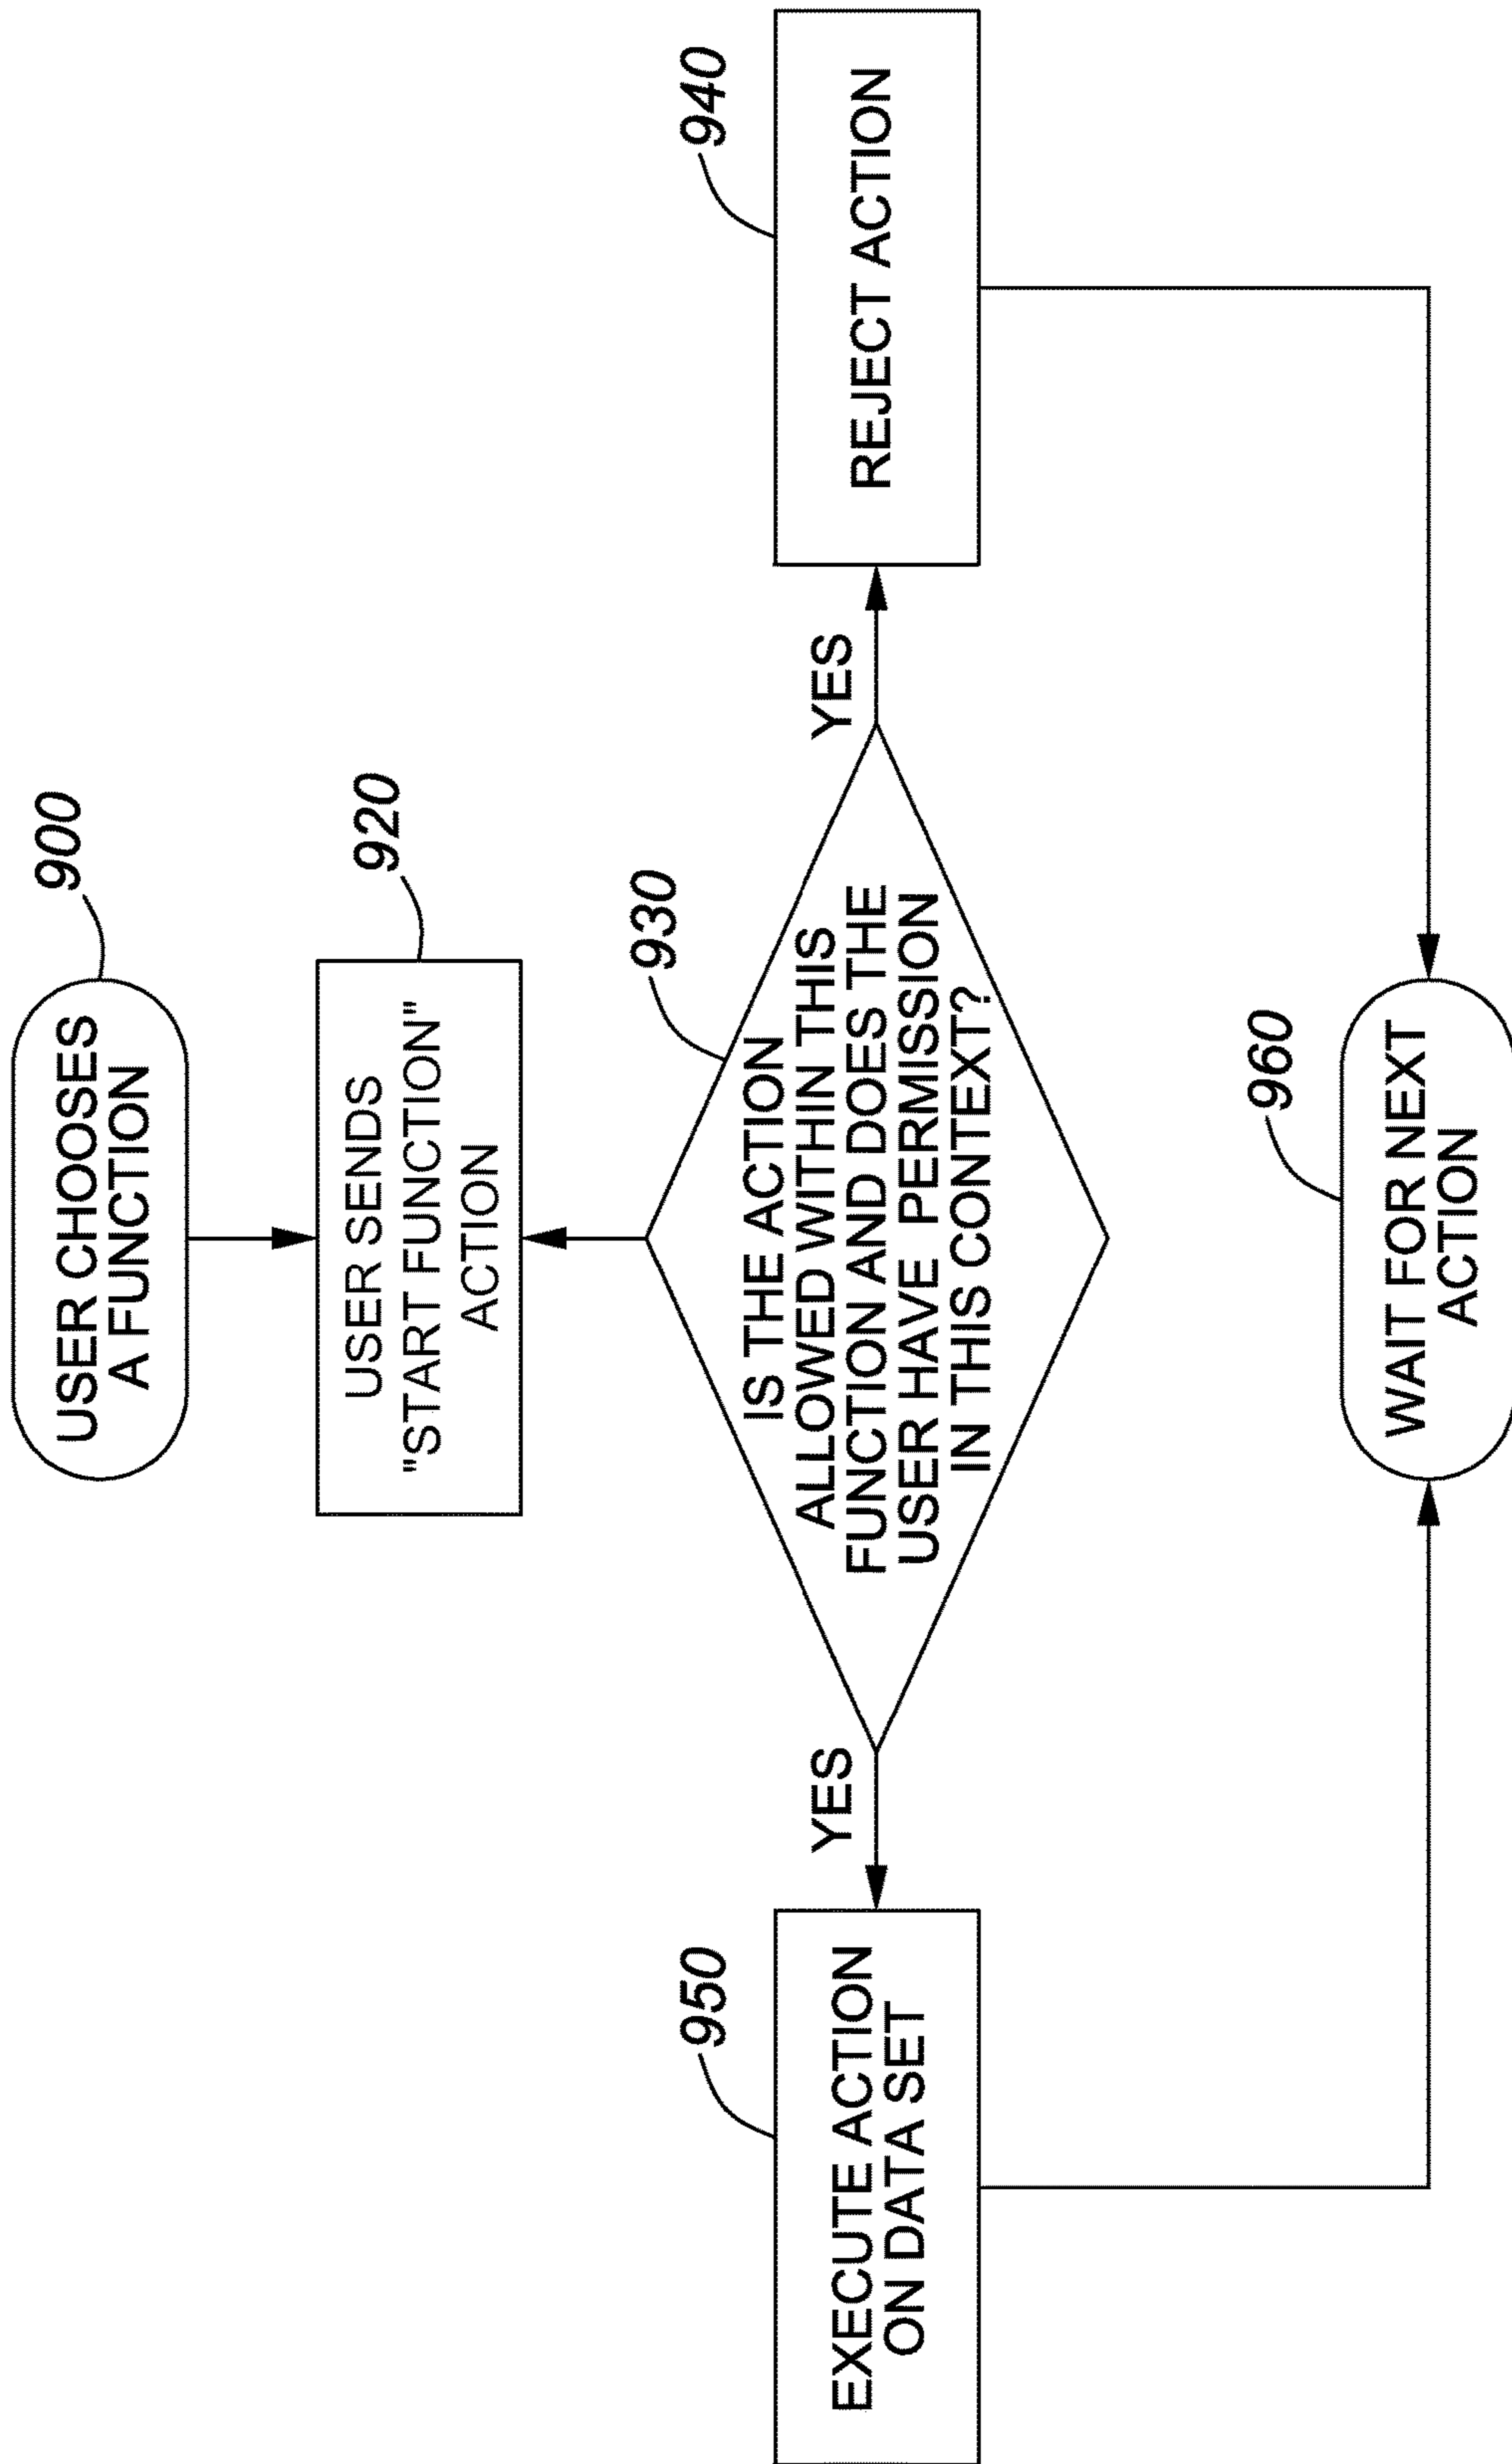 900
USER CHOOSES
A FUNCTION
920
USER SENDS
"START FUNCTION"
ACTION
930
IS THE ACTION
ALLOWED WITHIN THIS
FUNCTION AND DOES THE
USER HAVE PERMISSION
IN THIS CONTEXT?
YES
950
EXECUTE ACTION
ON DATA SET
YES
940
REJECT ACTION
960
WAIT FOR NEXT
ACTION